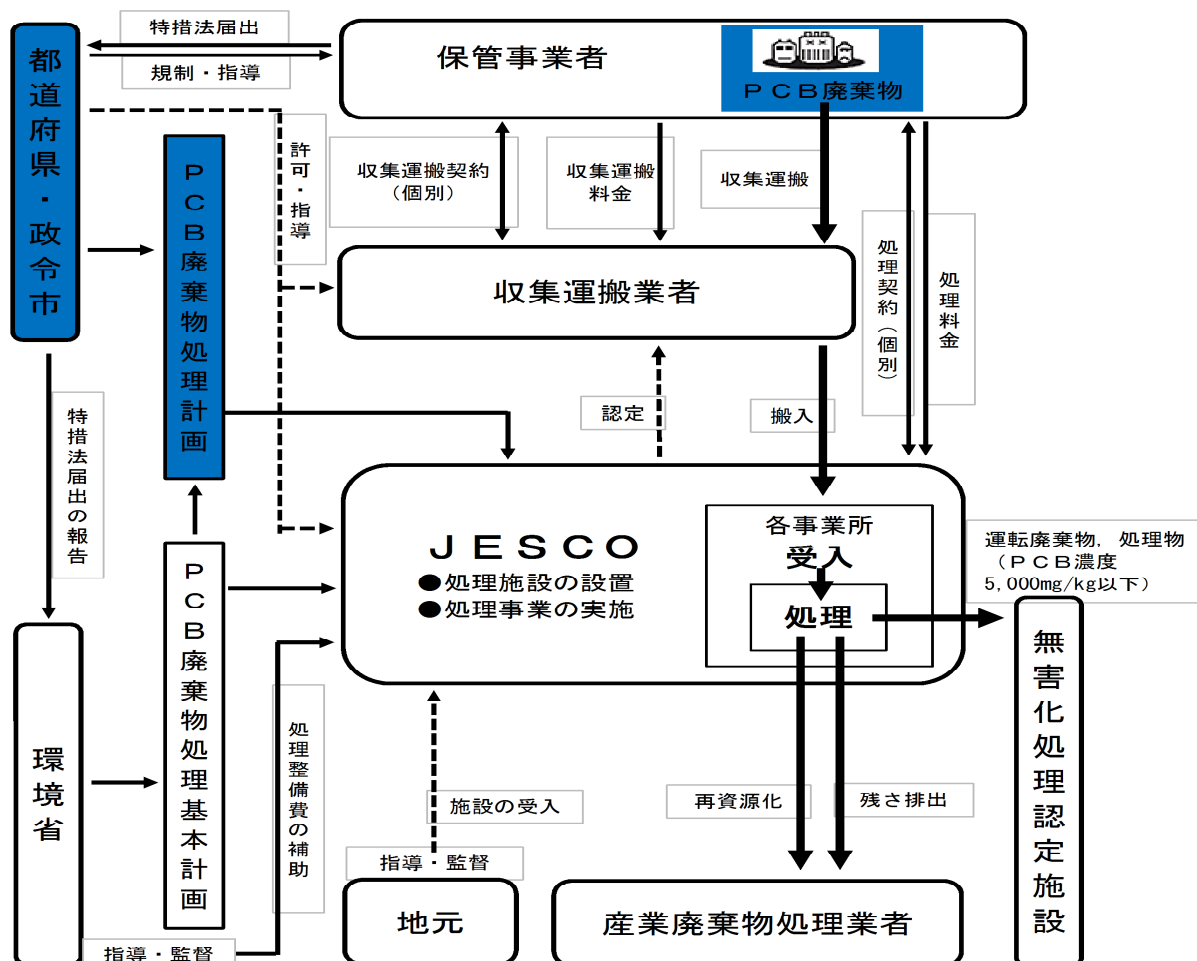 特措法届出
規制・指導
都道府県・政令市
保管事業者
ＰＣＢ廃棄物
許可・指導
収集運搬契約
（個別）
収集運搬
料金
収集運搬
処理契約（個別）
処理料金
ＰＣＢ廃棄物処理計画
収集運搬業者
特措法届出の報告
認定
搬入
ＪＥＳＣＯ
●処理施設の設置
●処理事業の実施
各事業所
受入
処理
運転廃棄物，処理物
（ＰＣＢ濃度
5,000mg/kg以下）
ＰＣＢ廃棄物処理基本計画
環境省
処理整備費の補助
施設の受入
再資源化
残さ排出
無害化処理認定施設
指導・監督
地元
産業廃棄物処理業者
指導・監督